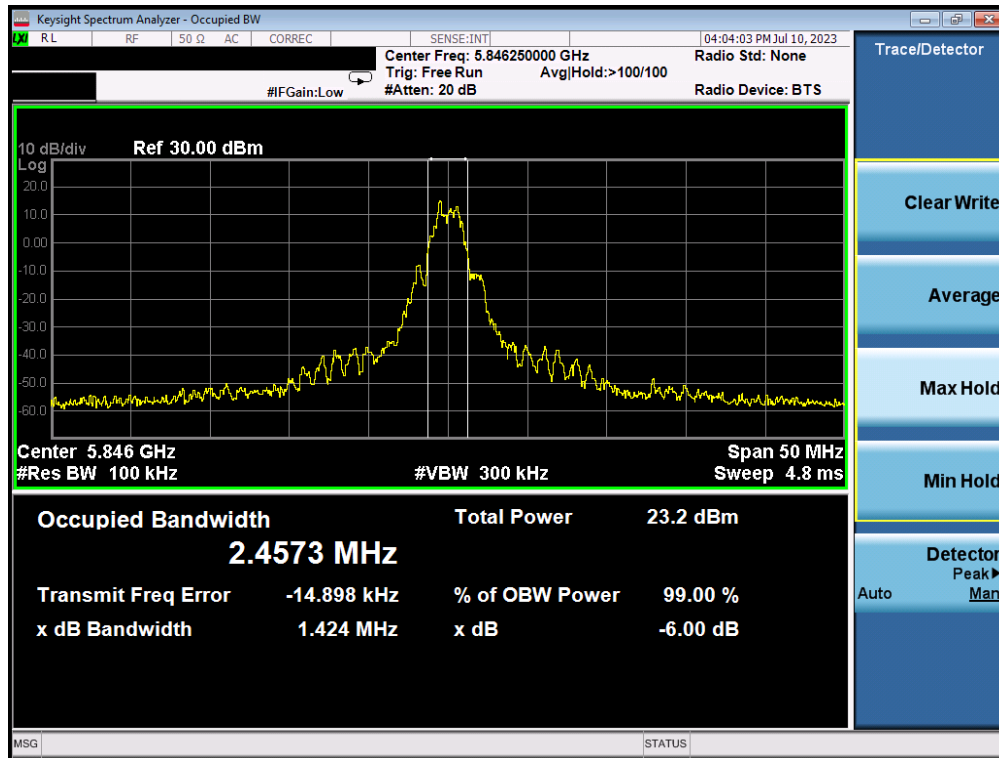 Keysight Spectrum Analyzer - Occupied BW
LXI RL RF 50 Ω AC CORREC SENSE:INT 04:04:03 PM Jul 10, 2023
Center Freq: 5.846250000 GHz Radio Std: None
Trig: Free Run Avg|Hold:>100/100
#IFGain:Low #Atten: 20 dB Radio Device: BTS
10 dB/div Ref 30.00 dBm
Log
20.0
10.0
0.00
-10.0
-20.0
-30.0
-40.0
-50.0
-60.0
Center 5.846 GHz Span 50 MHz
#Res BW 100 kHz #VBW 300 kHz Sweep 4.8 ms
Occupied Bandwidth Total Power 23.2 dBm
2.4573 MHz
Transmit Freq Error -14.898 kHz % of OBW Power 99.00 %
x dB Bandwidth 1.424 MHz x dB -6.00 dB
MSG STATUS
Trace/Detector
Clear Write
Average
Max Hold
Min Hold
Detector
Peak▶
Auto Man